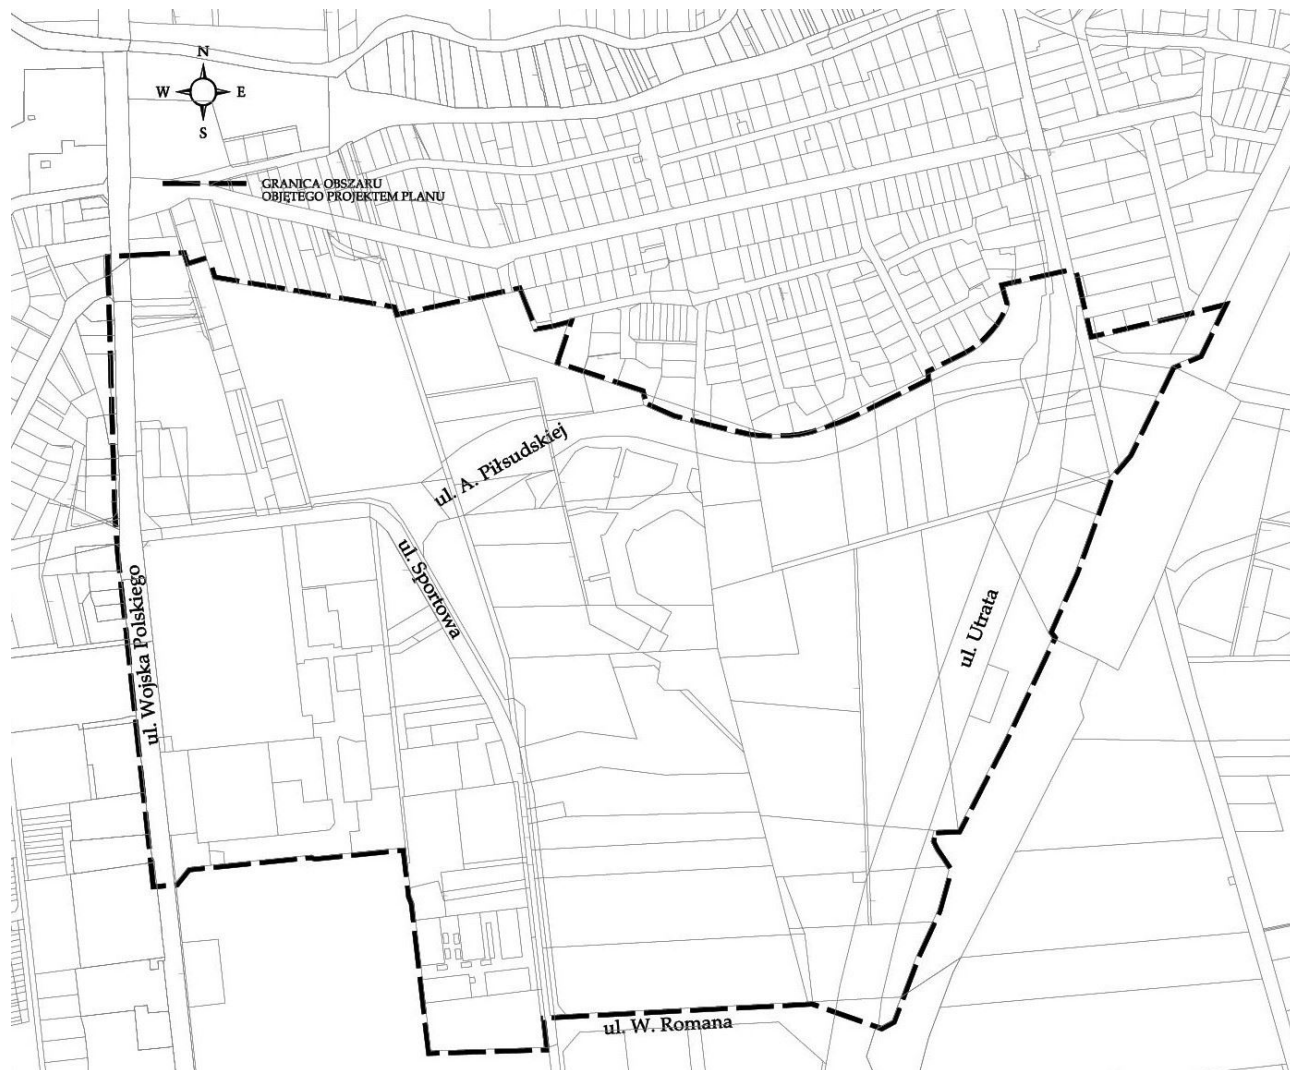 N
W E
S
GRANICA OBSZARU
OBJĘTEGO PROJEKTEM PLANU
ul. A. Piłsudskiej
ul. Sportowa
ul. Wojska Polskiego
ul. Utrata
ul. W. Romana